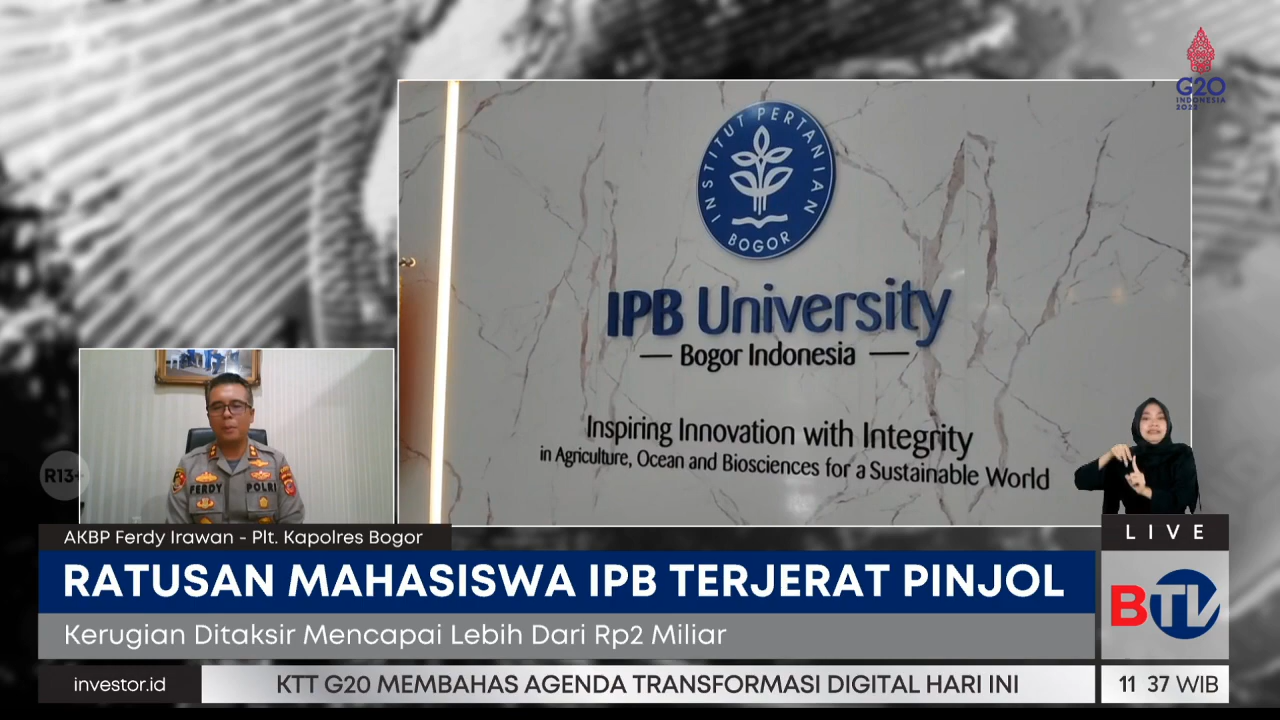 G20
INDONESIA
2022
INSTITUT PERTANIAN
BOGOR
IPB University
Bogor Indonesia
Inspiring Innovation with Integrity
in Agriculture, Ocean and Biosciences for a Sustainable World
R13+
FERDY
POLRI
AKBP Ferdy Irawan - Plt. Kapolres Bogor
LIVE
RATUSAN MAHASISWA IPB TERJERAT PINJOL
BTV
Kerugian Ditaksir Mencapai Lebih Dari Rp2 Miliar
investor.id
KTT G20 MEMBAHAS AGENDA TRANSFORMASI DIGITAL HARI INI
11 37 WIB